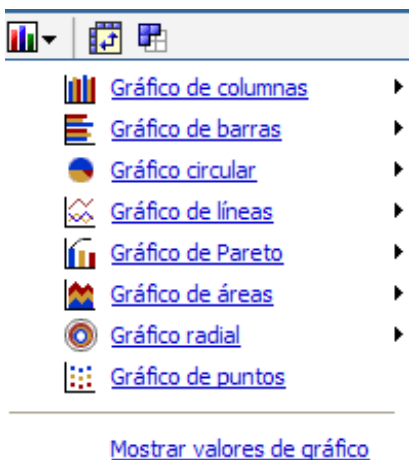 Gráfico de columnas
Gráfico de barras
Gráfico circular
Gráfico de líneas
Gráfico de Pareto
Gráfico de áreas
Gráfico radial
Gráfico de puntos
Mostrar valores de gráfico